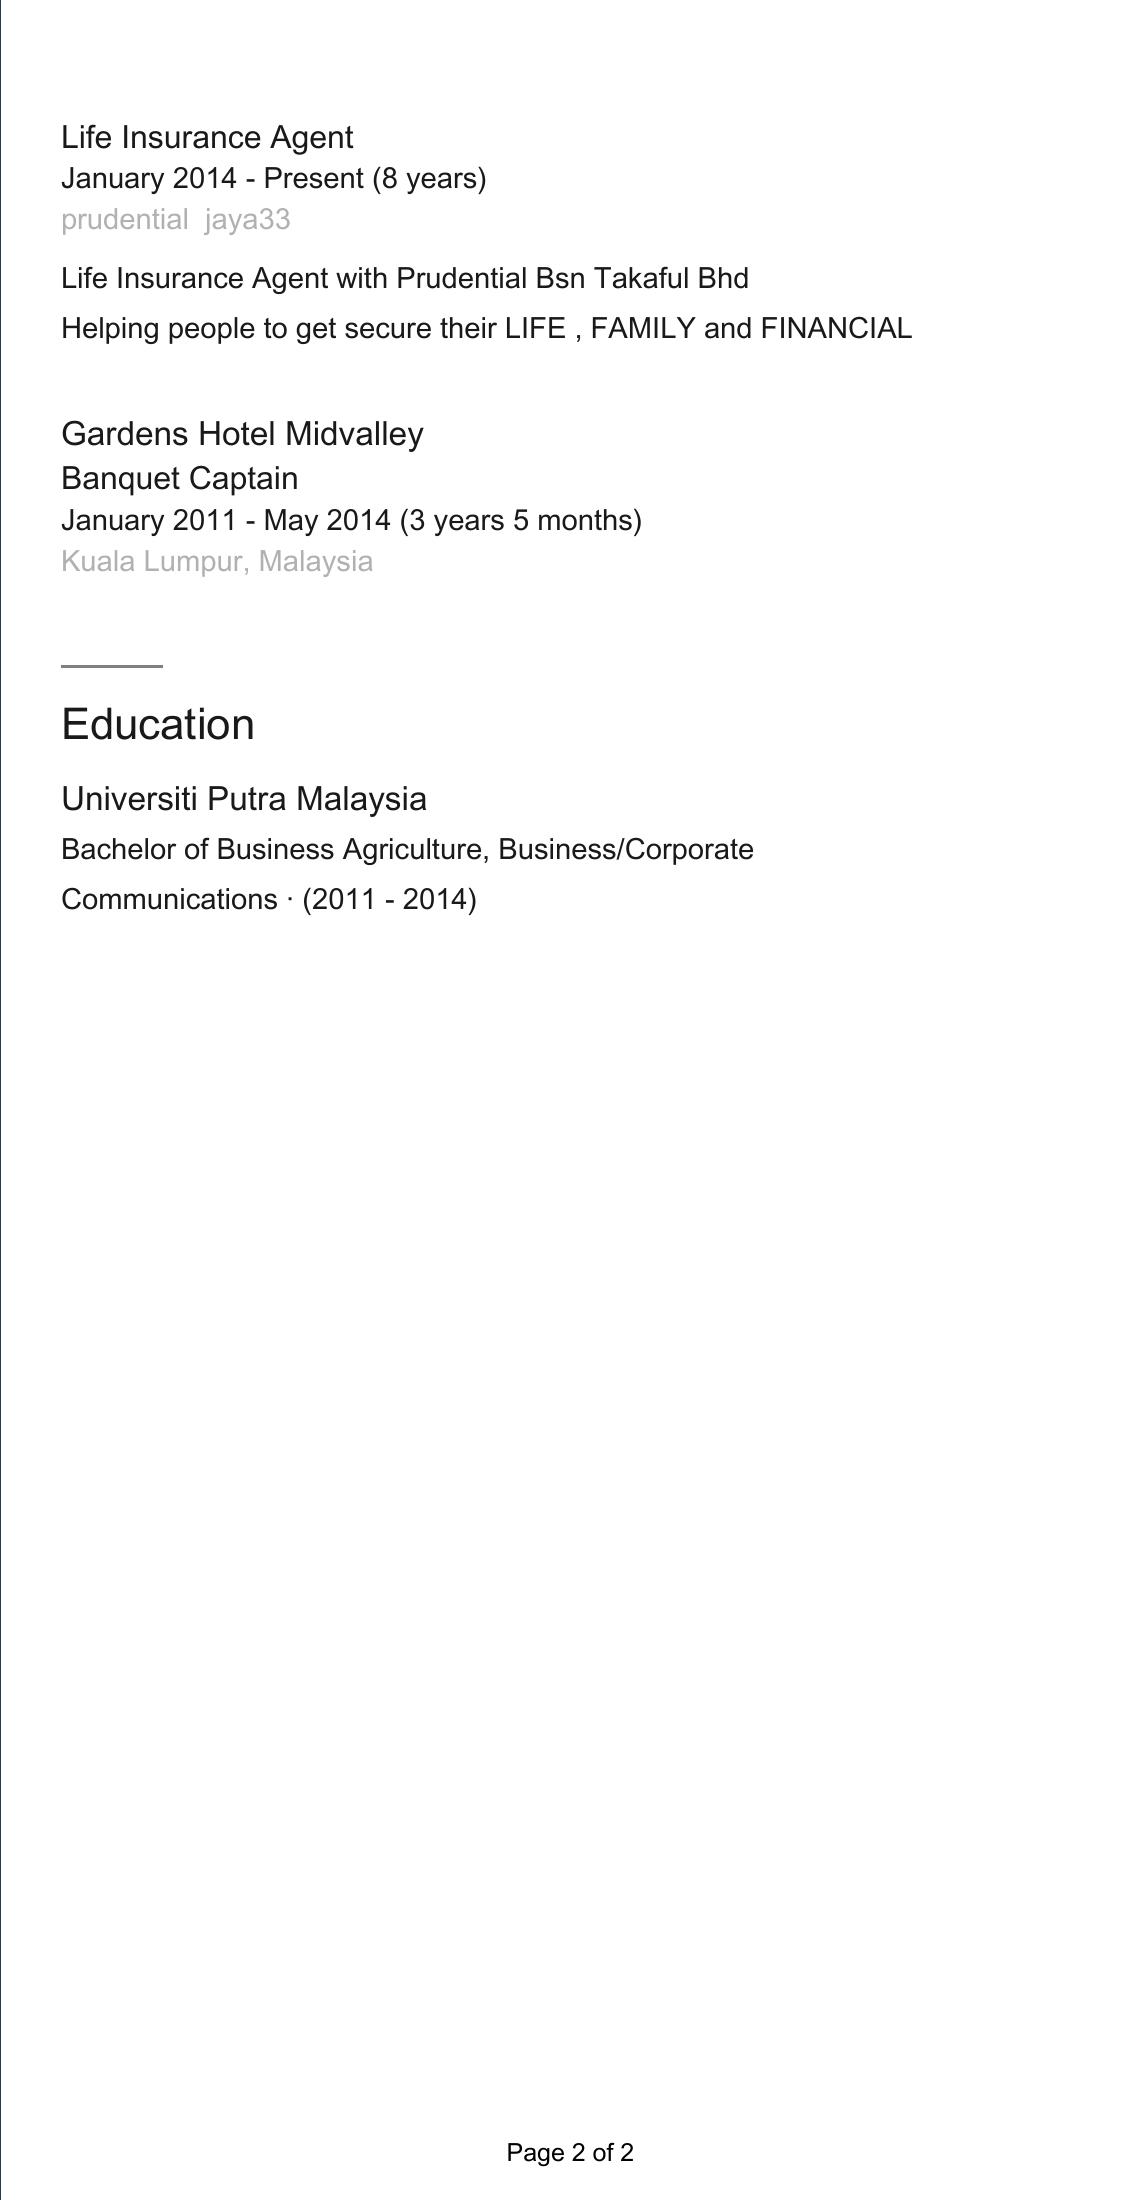 Life Insurance Agent
January 2014 - Present (8 years)
prudential  jaya33
Life Insurance Agent with Prudential Bsn Takaful Bhd
Helping people to get secure their LIFE , FAMILY and FINANCIAL
Gardens Hotel Midvalley
Banquet Captain
January 2011 - May 2014 (3 years 5 months)
Kuala Lumpur, Malaysia
Education
Universiti Putra Malaysia
Bachelor of Business Agriculture, Business/Corporate
Communications · (2011 - 2014)
Page 2 of 2